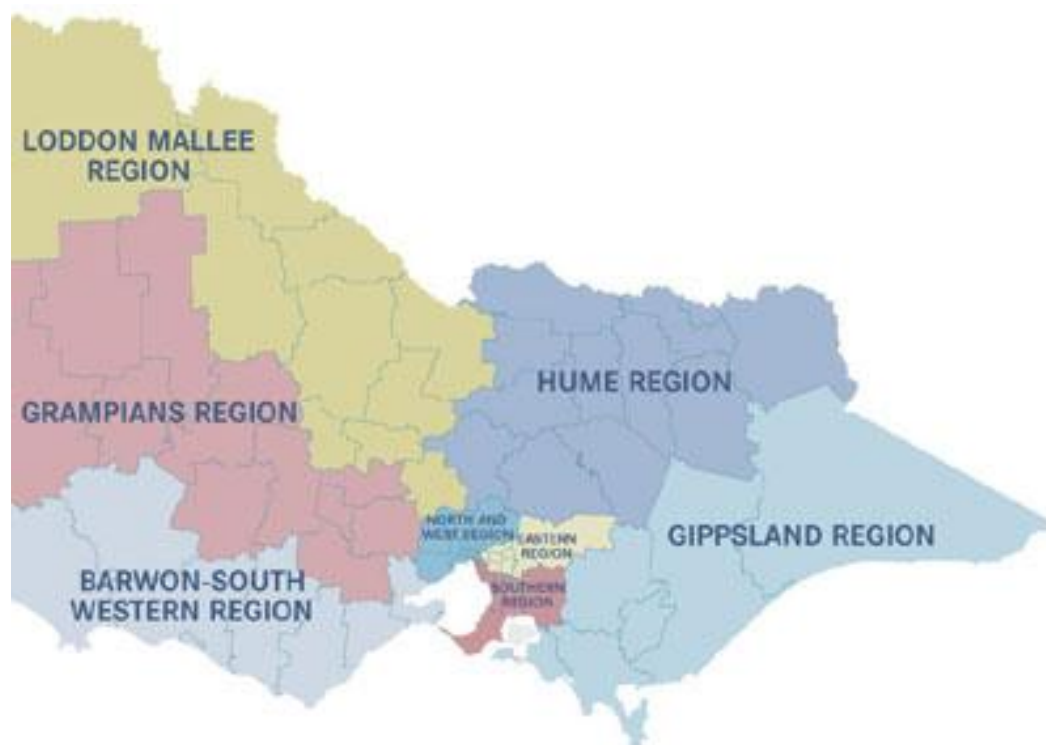 LODDON MALLEE
REGION
HUME REGION
GRAMPIANS REGION
NORTH AND
WEST REGION
EASTERN
REGION
GIPPSLAND REGION
BARWON-SOUTH
WESTERN REGION
SOUTHERN
REGION